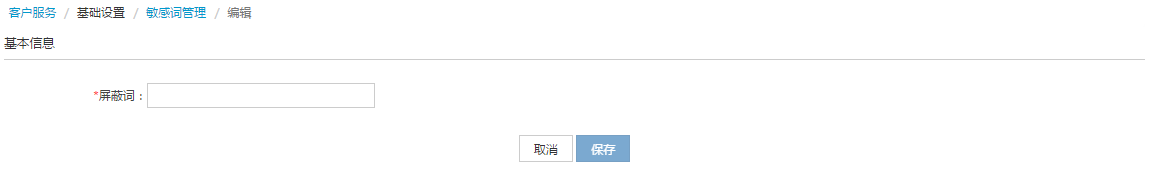 客户服务 / 基础设置 / 敏感词管理 / 编辑
基本信息
*屏蔽词：
取消 保存